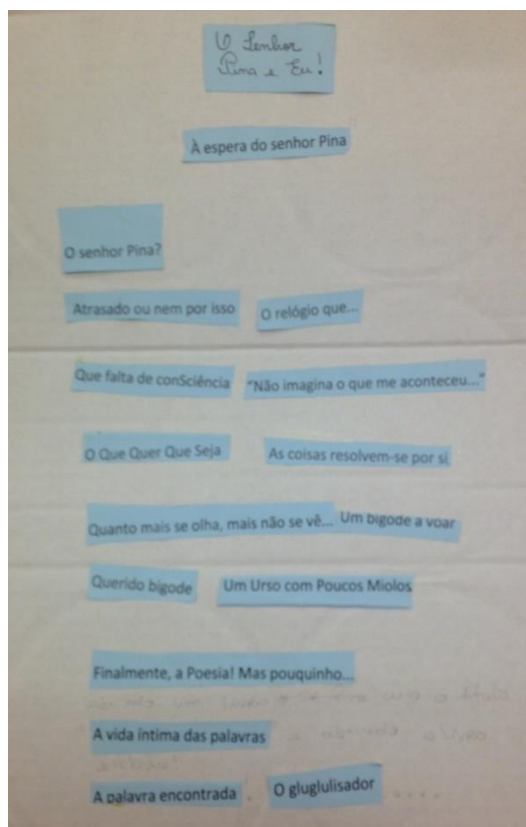 O Senhor
Pina e Eu!
À espera do senhor Pina
O senhor Pina?
Atrasado ou nem por isso O relógio que...
Que falta de conSciência "Não imagina o que me aconteceu..."
O Que Quer Que Seja As coisas resolvem-se por si
Quanto mais se olha, mais não se vê... Um bigode a voar
Querido bigode Um Urso com Poucos Miolos
Finalmente, a Poesia! Mas pouquinho...
A vida íntima das palavras
A palavra encontrada O gluglulisador